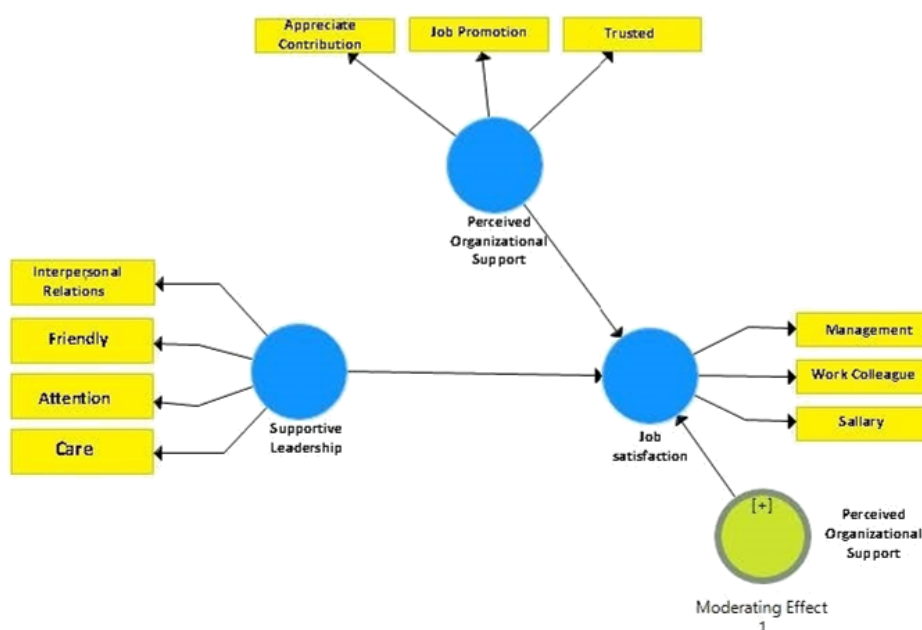 Appreciate
Contribution
Job Promotion
Trusted
Perceived
Organizational
Support
Interpersonal
Relations
Friendly
Attention
Care
Supportive
Leadership
Management
Work Colleague
Sallary
Job
satisfaction
[+]
Perceived
Organizational
Support
Moderating Effect
1